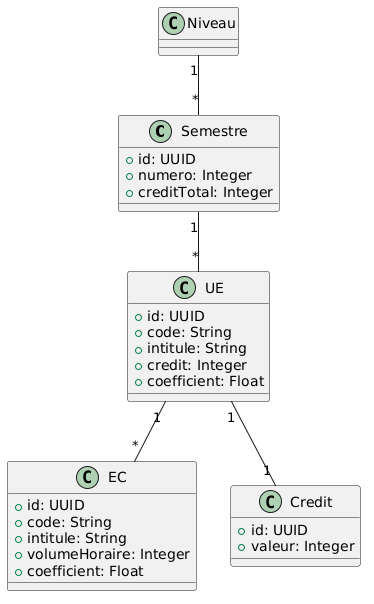 C Niveau
1
*
C Semestre
id: UUID
numero: Integer
creditTotal: Integer
1
*
C UE
id: UUID
code: String
intitule: String
credit: Integer
coefficient: Float
1 1
* 1
C EC
id: UUID
code: String
intitule: String
volumeHoraire: Integer
coefficient: Float
C Credit
id: UUID
valeur: Integer